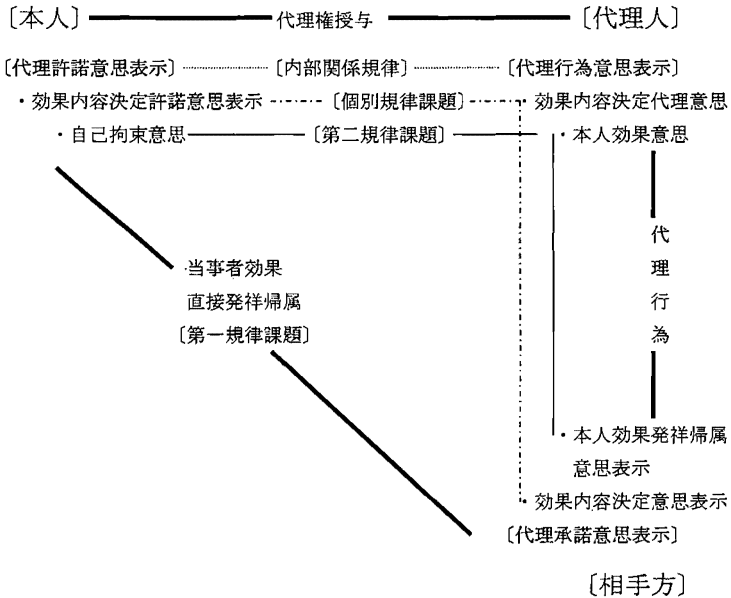 〔本人〕 代理権授与 〔代理人〕
〔代理許諾意思表示〕 〔内部関係規律〕 〔代理行為意思表示〕
・効果内容決定許諾意思表示 〔個別規律課題〕 ・効果内容決定代理意思
・自己拘束意思 〔第二規律課題〕 ・本人効果意思
代理行為
・当事者効果
直接発祥帰属
〔第一規律課題〕
・本人効果発祥帰属
意思表示
・効果内容決定意思表示
〔代理承諾意思表示〕
〔相手方〕